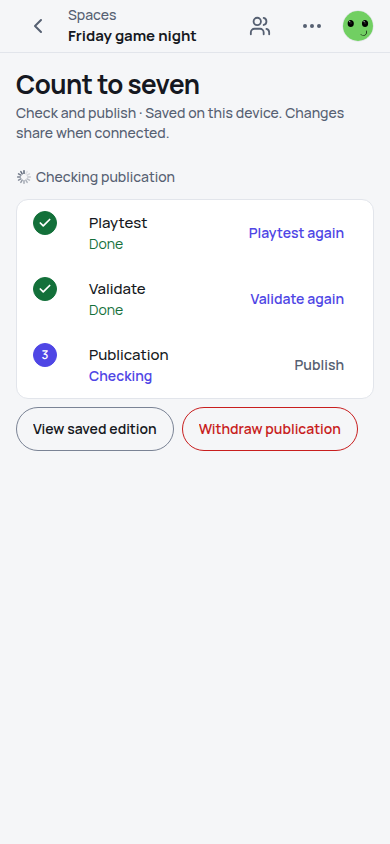 Spaces
Friday game night
Count to seven
Check and publish · Saved on this device. Changes
share when connected.
Checking publication
Playtest
Done
Playtest again
Validate
Done
Validate again
3
Publication
Checking
Publish
View saved edition
Withdraw publication